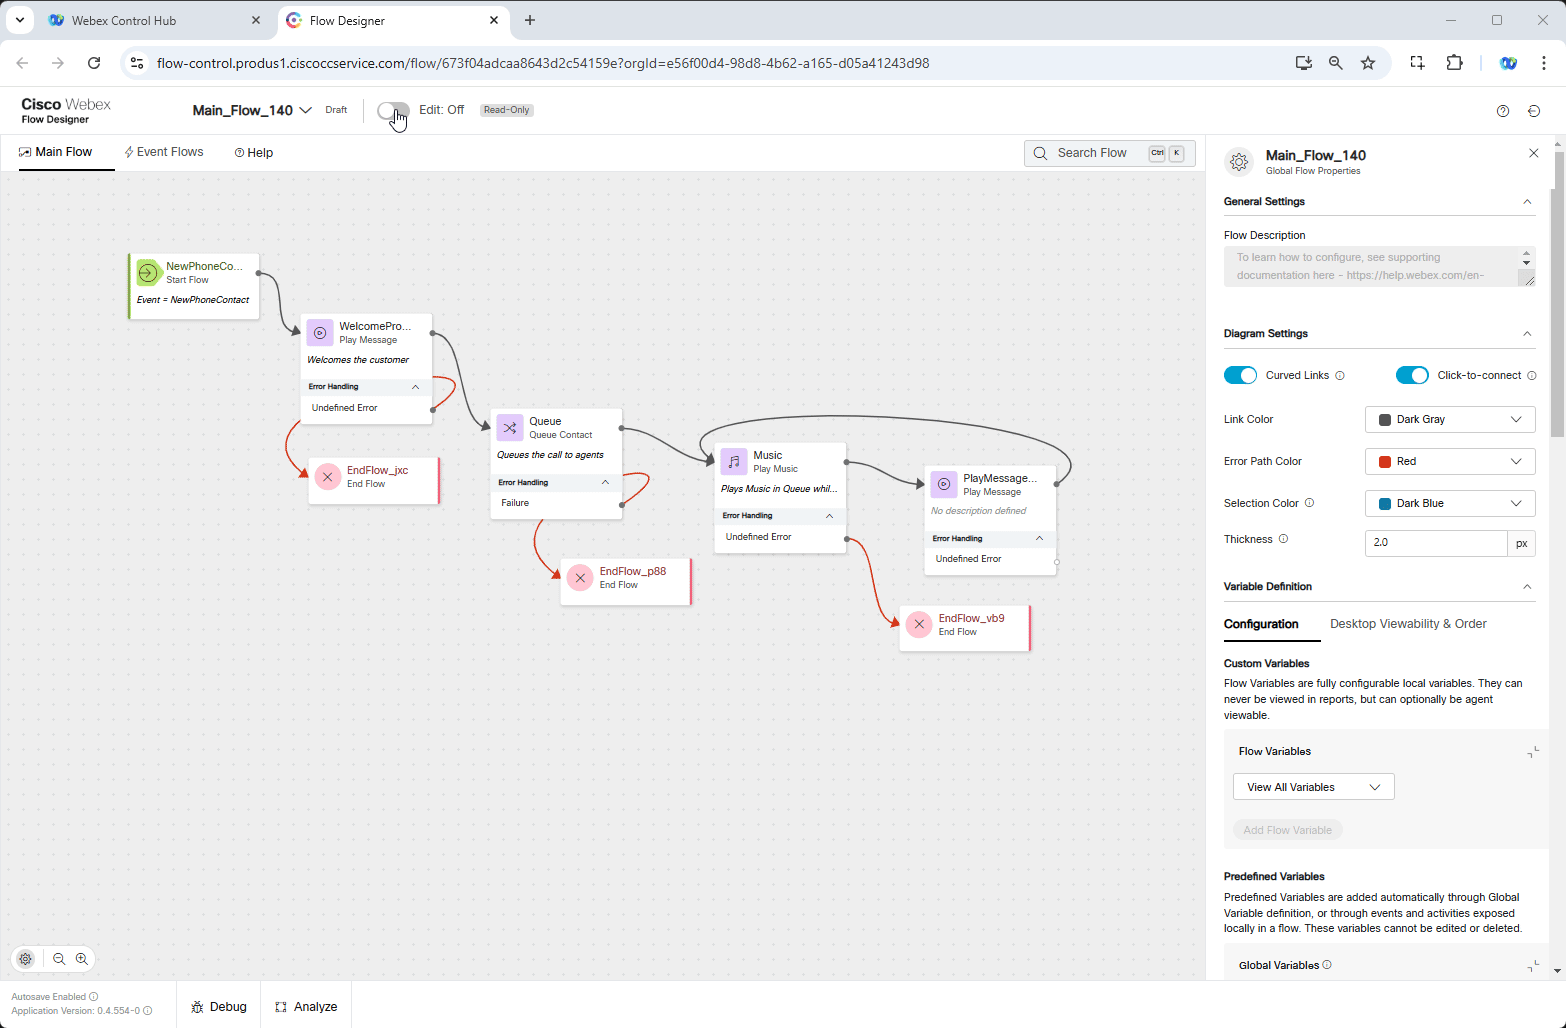 Webex Control Hub
Flow Designer
flow-control.produs1.ciscoccservice.com/flow/673f04adcaa8643d2c54159e?orgId=e56f00d4-98d8-4b62-a165-d05a41243d98
Cisco Webex
Flow Designer
Main_Flow_140
Draft
Edit: Off
Read-Only
Main Flow
Event Flows
Help
Search Flow
Ctrl
K
NewPhoneCo...
Start Flow
Event = NewPhoneContact
WelcomePro...
Play Message
Welcomes the customer
Error Handling
Undefined Error
EndFlow_jxc
End Flow
Queue
Queue Contact
Queues the call to agents
Error Handling
Failure
EndFlow_p88
End Flow
Music
Play Music
Plays Music in Queue whil...
Error Handling
Undefined Error
PlayMessage...
Play Message
No description defined
Error Handling
Undefined Error
EndFlow_vb9
End Flow
Main_Flow_140
Global Flow Properties
General Settings
Flow Description
To learn how to configure, see supporting
documentation here - https://help.webex.com/en-
Diagram Settings
Curved Links
Click-to-connect
Link Color
Dark Gray
Error Path Color
Red
Selection Color
Dark Blue
Thickness
2.0
px
Variable Definition
Configuration
Desktop Viewability & Order
Custom Variables
Flow Variables are fully configurable local variables. They can
never be viewed in reports, but can optionally be agent
viewable.
Flow Variables
View All Variables
Add Flow Variable
Predefined Variables
Predefined Variables are added automatically through Global
Variable definition, or through events and activities exposed
locally in a flow. These variables cannot be edited or deleted.
Global Variables
Autosave Enabled
Application Version: 0.4.554-0
Debug
Analyze